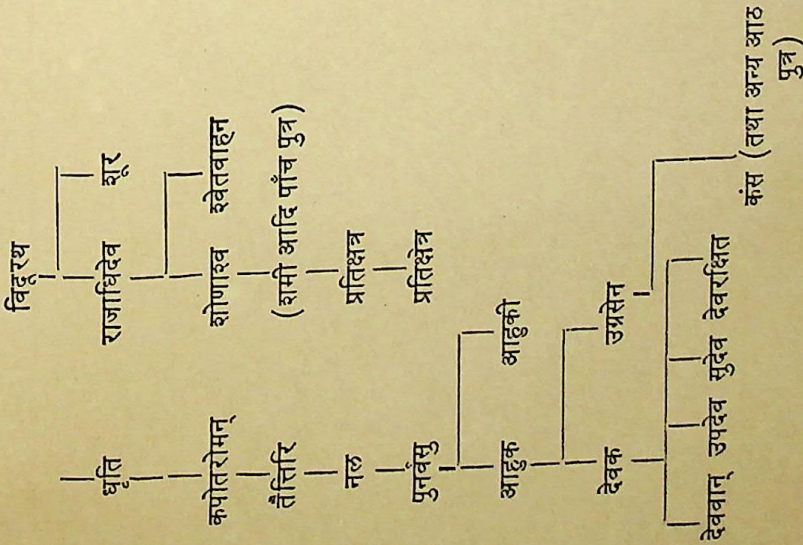 विदूरथ
राजाधिदेव शूर
धृति शोणाश्व श्वेतवाहन
कपोतरोमन् (शमी आदि पाँच पुत्र)
तैत्तिरि प्रतिक्षत्र
नल प्रतिक्षेत्र
पुनर्वसु
आहुक आहुकी
देवक उग्रसेन
देववान् उपदेव सुदेव देवरक्षित
कंस (तथा अन्य आठ
पुत्र)